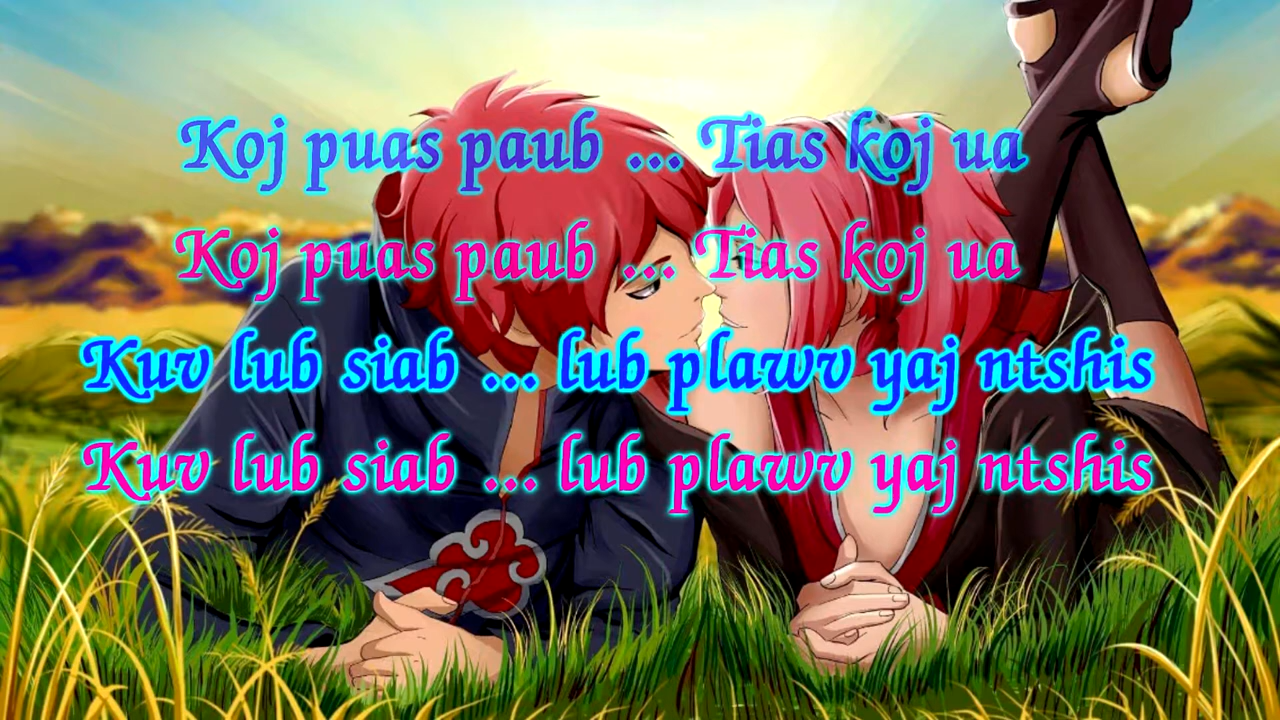 Koj puas paub ... Tias koj ua
Koj puas paub ... Tias koj ua
Kuv lub siab ... lub plawv yaj ntshis
Kuv lub siab ... lub plawv yaj ntshis